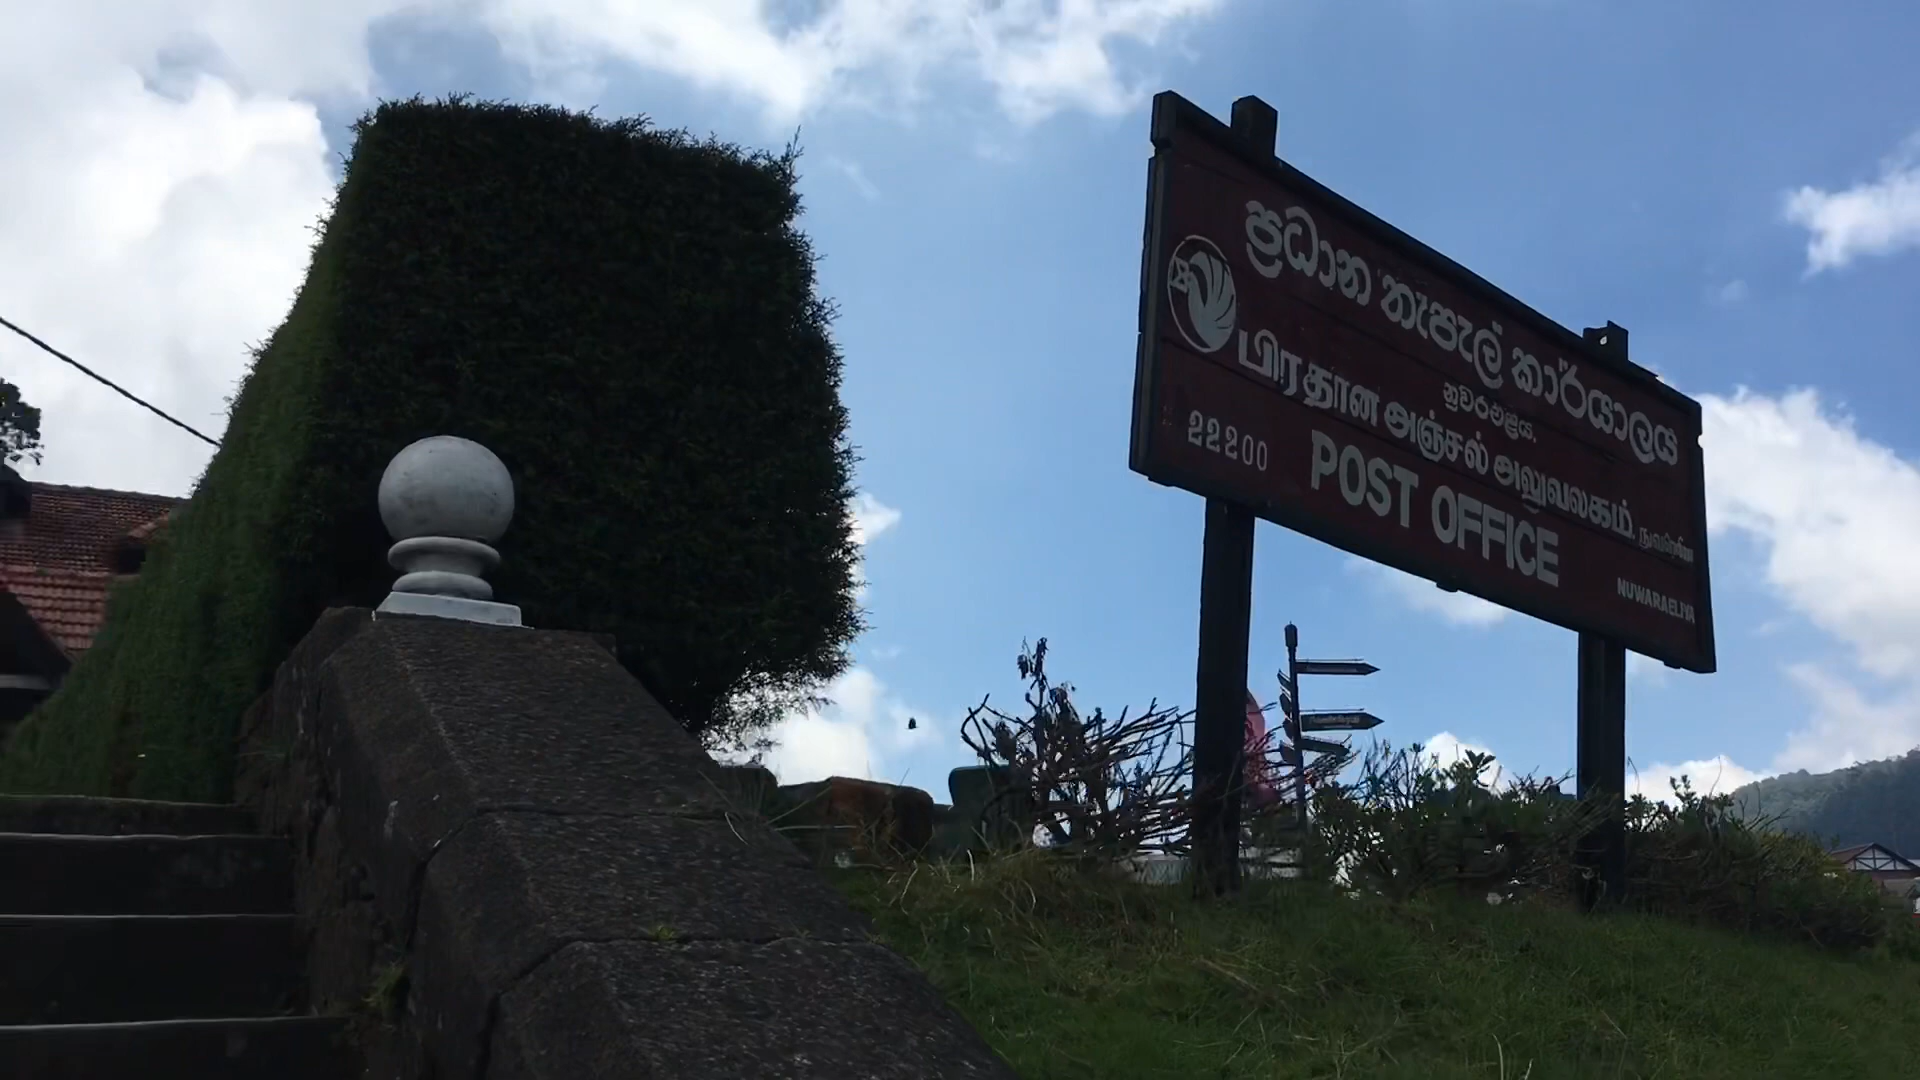 ප්‍රධාන තැපැල් කාර්යාලය
නුවරඑළිය.
பிரதான அஞ்சல் அலுவலகம்.
22200
POST OFFICE
NUWARAELIYA